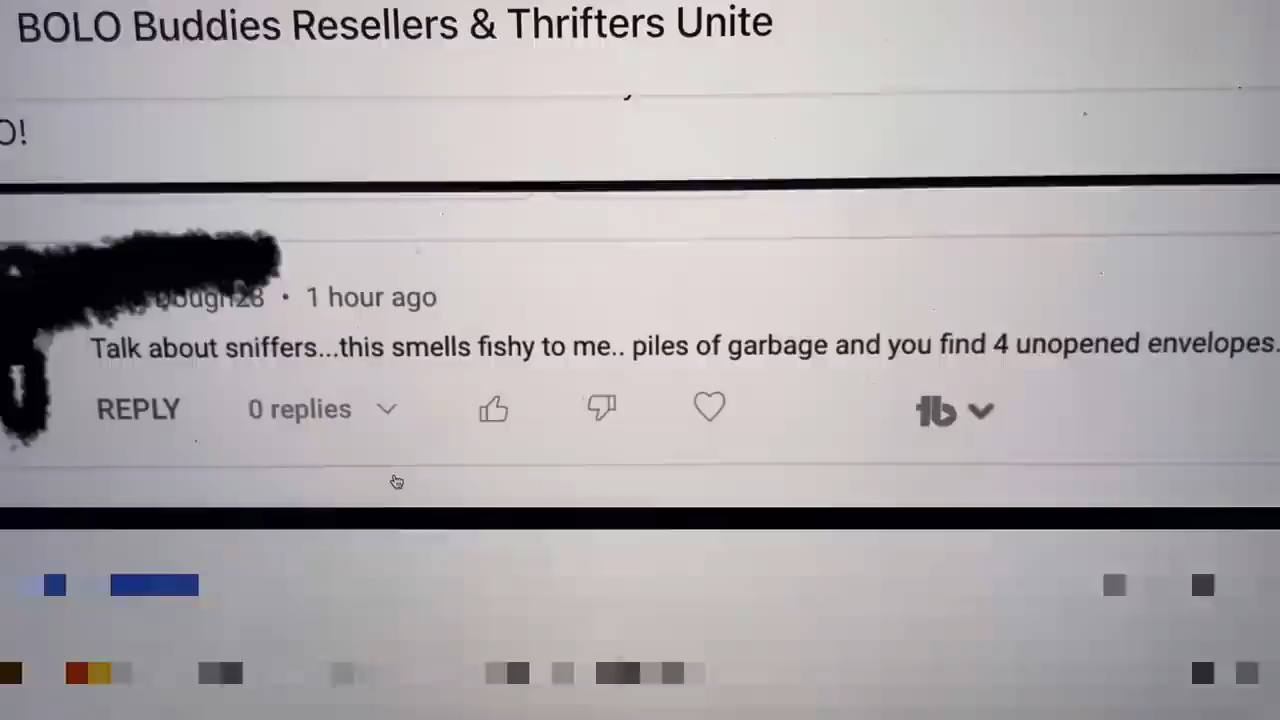 BOLO Buddies Resellers & Thrifters Unite
O!
1 hour ago
Talk about sniffers...this smells fishy to me.. piles of garbage and you find 4 unopened envelopes.
REPLY 0 replies tb